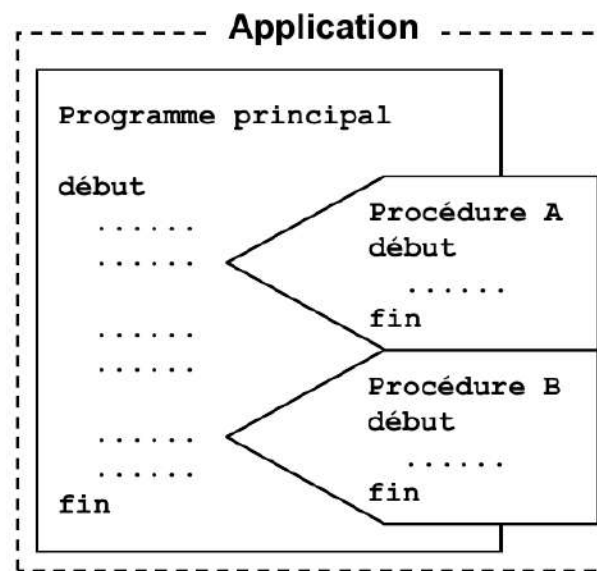 Application
Programme principal
début
. . . . . .
. . . . . .
. . . . . .
. . . . . .
. . . . . .
. . . . . .
fin
Procédure A
début
. . . . . .
fin
Procédure B
début
. . . . . .
fin